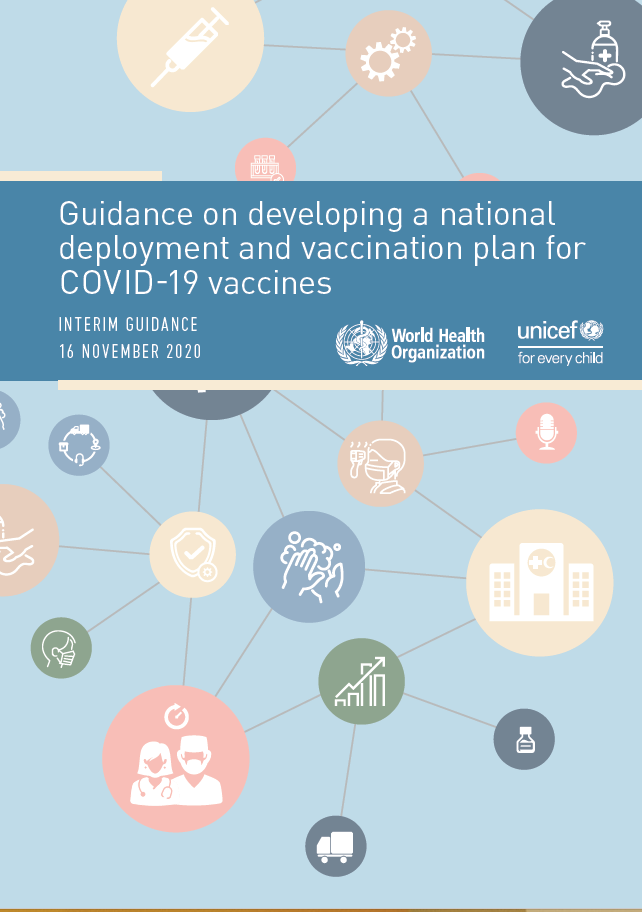 Guidance on developing a national
deployment and vaccination plan for
COVID-19 vaccines
INTERIM GUIDANCE
16 NOVEMBER 2020
World Health
Organization
unicef
for every child